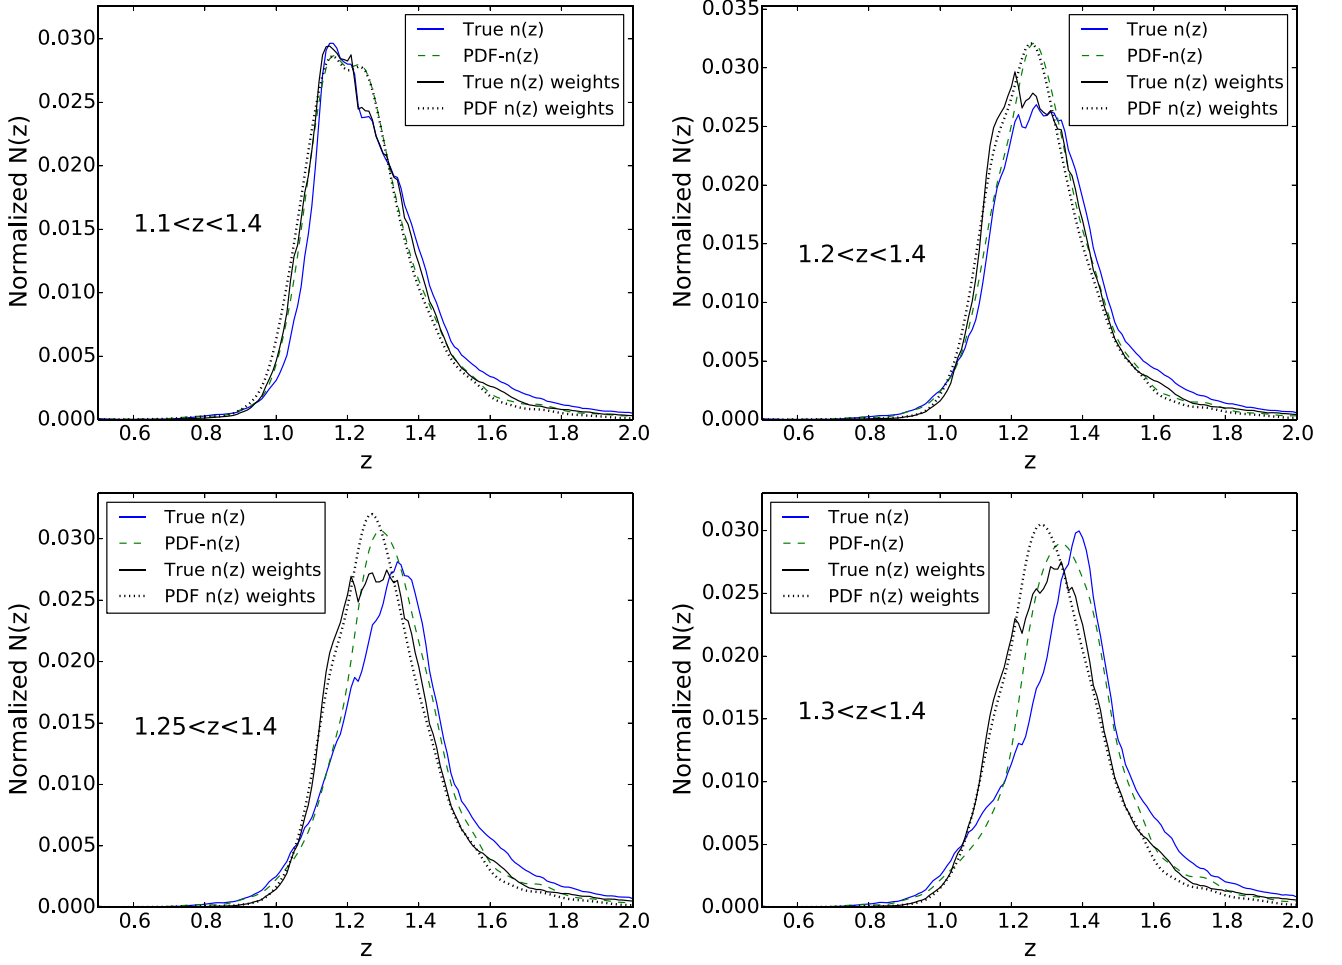 0.030
0.025
0.020
0.015
0.010
0.005
0.000
Normalized N(z)
True n(z)
PDF-n(z)
True n(z) weights
PDF n(z) weights
1.1<z<1.4
0.6 0.8 1.0 1.2 1.4 1.6 1.8 2.0
z
0.035
0.030
0.025
0.020
0.015
0.010
0.005
0.000
Normalized N(z)
True n(z)
PDF-n(z)
True n(z) weights
PDF n(z) weights
1.2<z<1.4
0.6 0.8 1.0 1.2 1.4 1.6 1.8 2.0
z
0.030
0.025
0.020
0.015
0.010
0.005
0.000
Normalized N(z)
True n(z)
PDF-n(z)
True n(z) weights
PDF n(z) weights
1.25<z<1.4
0.6 0.8 1.0 1.2 1.4 1.6 1.8 2.0
z
0.030
0.025
0.020
0.015
0.010
0.005
0.000
Normalized N(z)
True n(z)
PDF-n(z)
True n(z) weights
PDF n(z) weights
1.3<z<1.4
0.6 0.8 1.0 1.2 1.4 1.6 1.8 2.0
z